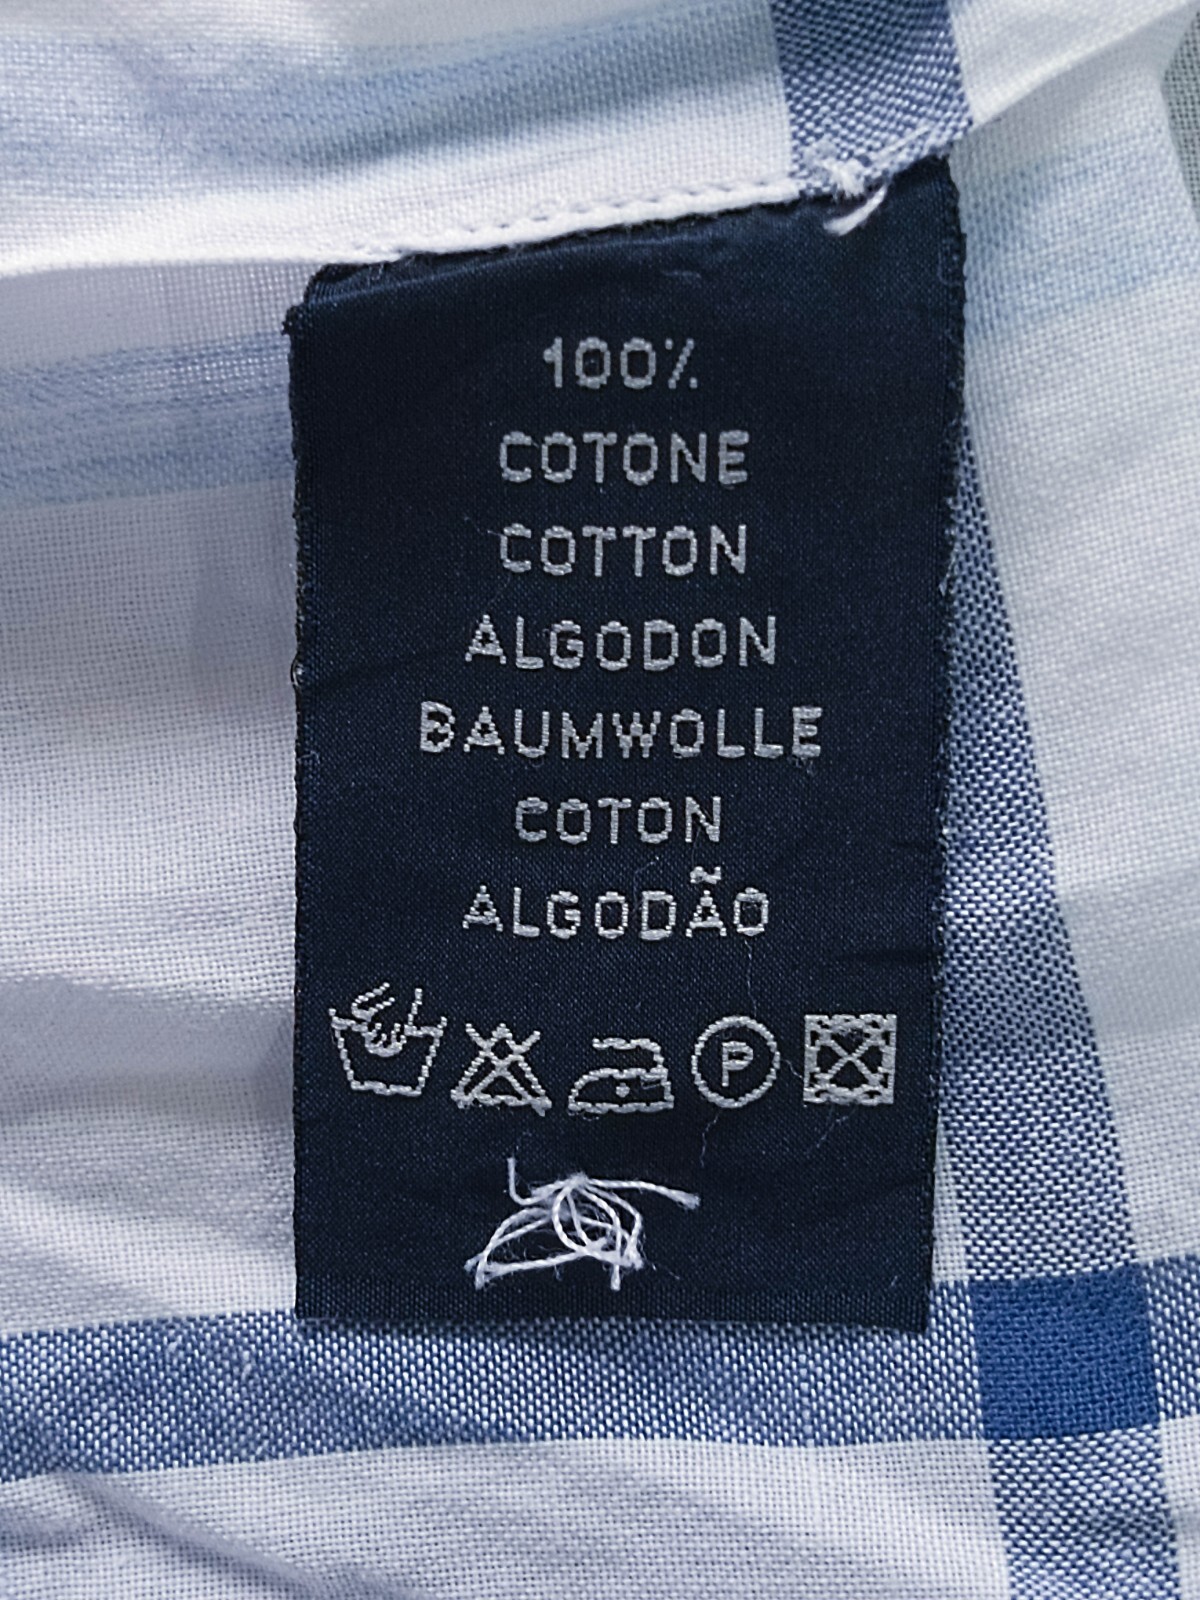 100%
COTONE
COTTON
ALGODON
BAUMWOLLE
COTON
ALGODÃO
P